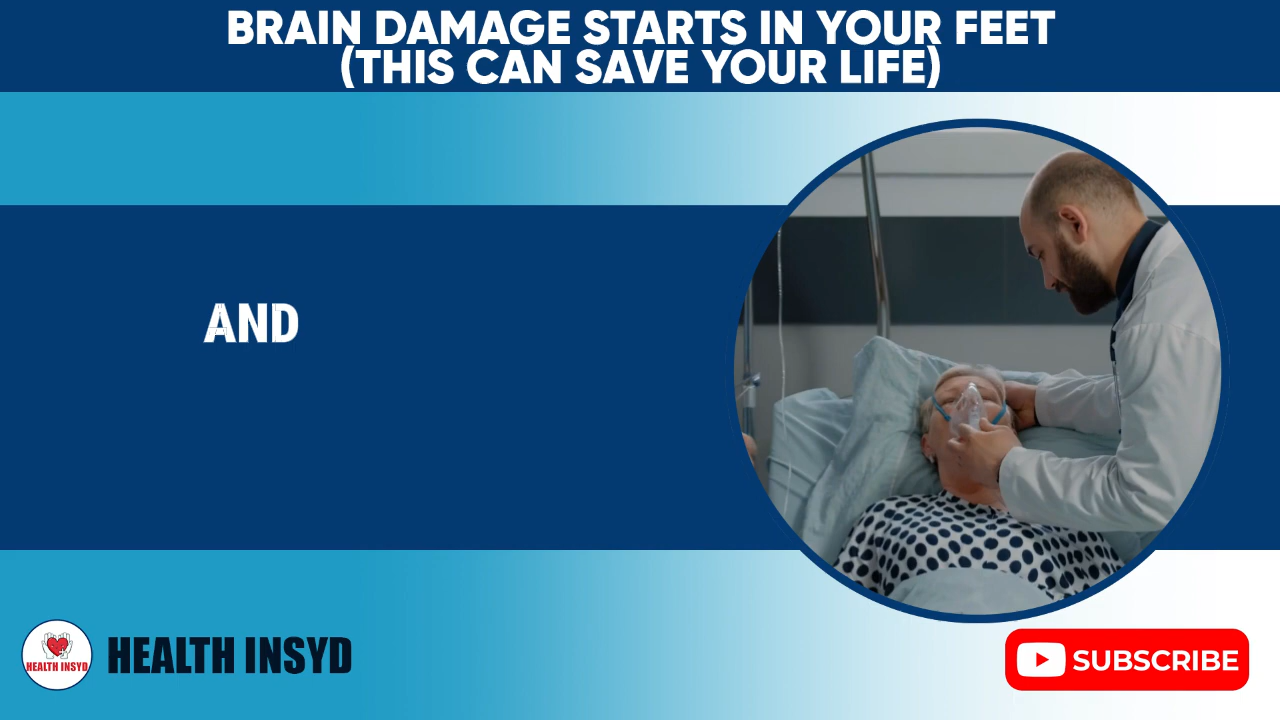 BRAIN DAMAGE STARTS IN YOUR FEET
(THIS CAN SAVE YOUR LIFE)
AND
HEALTH INSYD
HEALTH INSYD
SUBSCRIBE